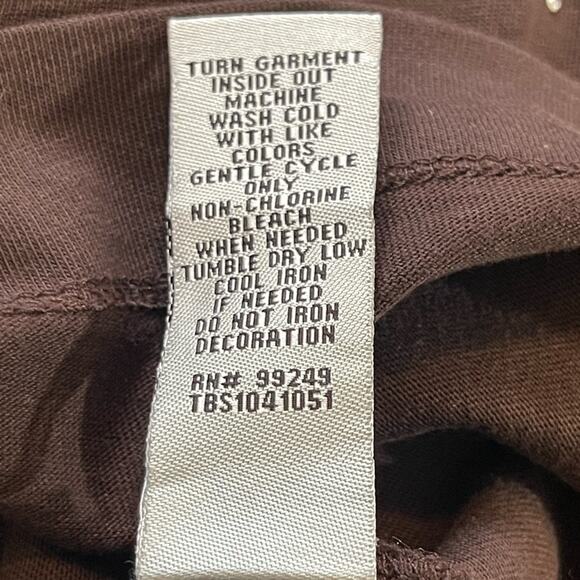 TURN GARMENT
INSIDE OUT
MACHINE
WASH COLD
WITH LIKE
COLORS
GENTLE CYCLE
ONLY
NON-CHLORINE
BLEACH
WHEN NEEDED
TUMBLE DRY LOW
COOL IRON
IF NEEDED
DO NOT IRON
DECORATION
RN# 99249
TBS1041051